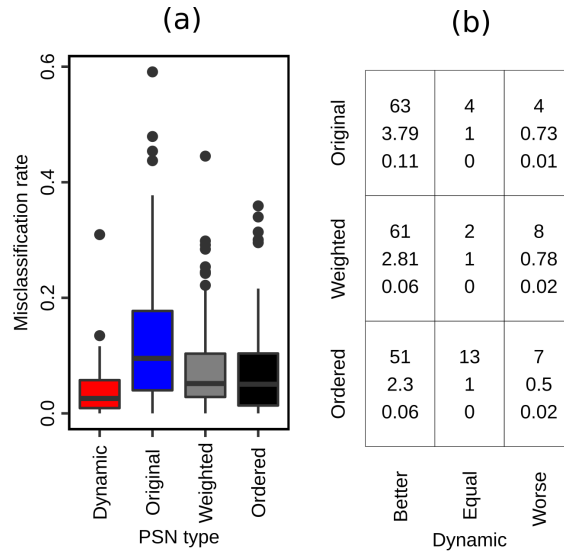 (a)
Misclassification rate
0.6
0.4
0.2
0.0
Dynamic
Original
Weighted
Ordered
PSN type
(b)
Original
63 4 4
3.79 1 0.73
0.11 0 0.01
Weighted
61 2 8
2.81 1 0.78
0.06 0 0.02
Ordered
51 13 7
2.3 1 0.5
0.06 0 0.02
Better
Equal
Worse
Dynamic